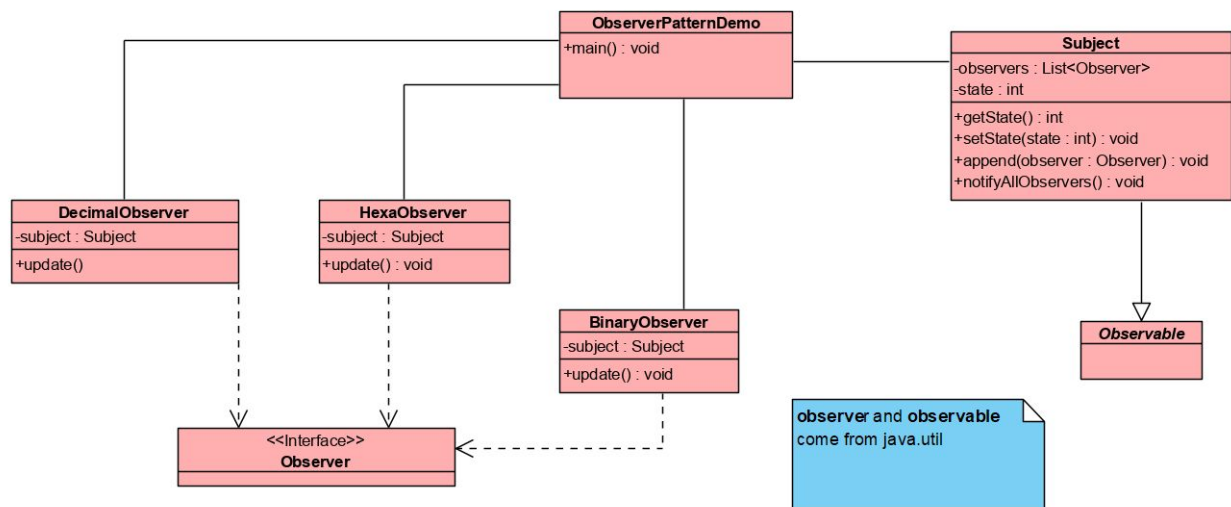 ObserverPatternDemo
+main() : void
Subject
-observers : List<Observer>
-state : int
+getState() : int
+setState(state : int) : void
+append(observer : Observer) : void
+notifyAllObservers() : void
DecimalObserver
-subject : Subject
+update()
HexaObserver
-subject : Subject
+update() : void
BinaryObserver
-subject : Subject
+update() : void
Observable
<<Interface>>
Observer
observer and observable
come from java.util